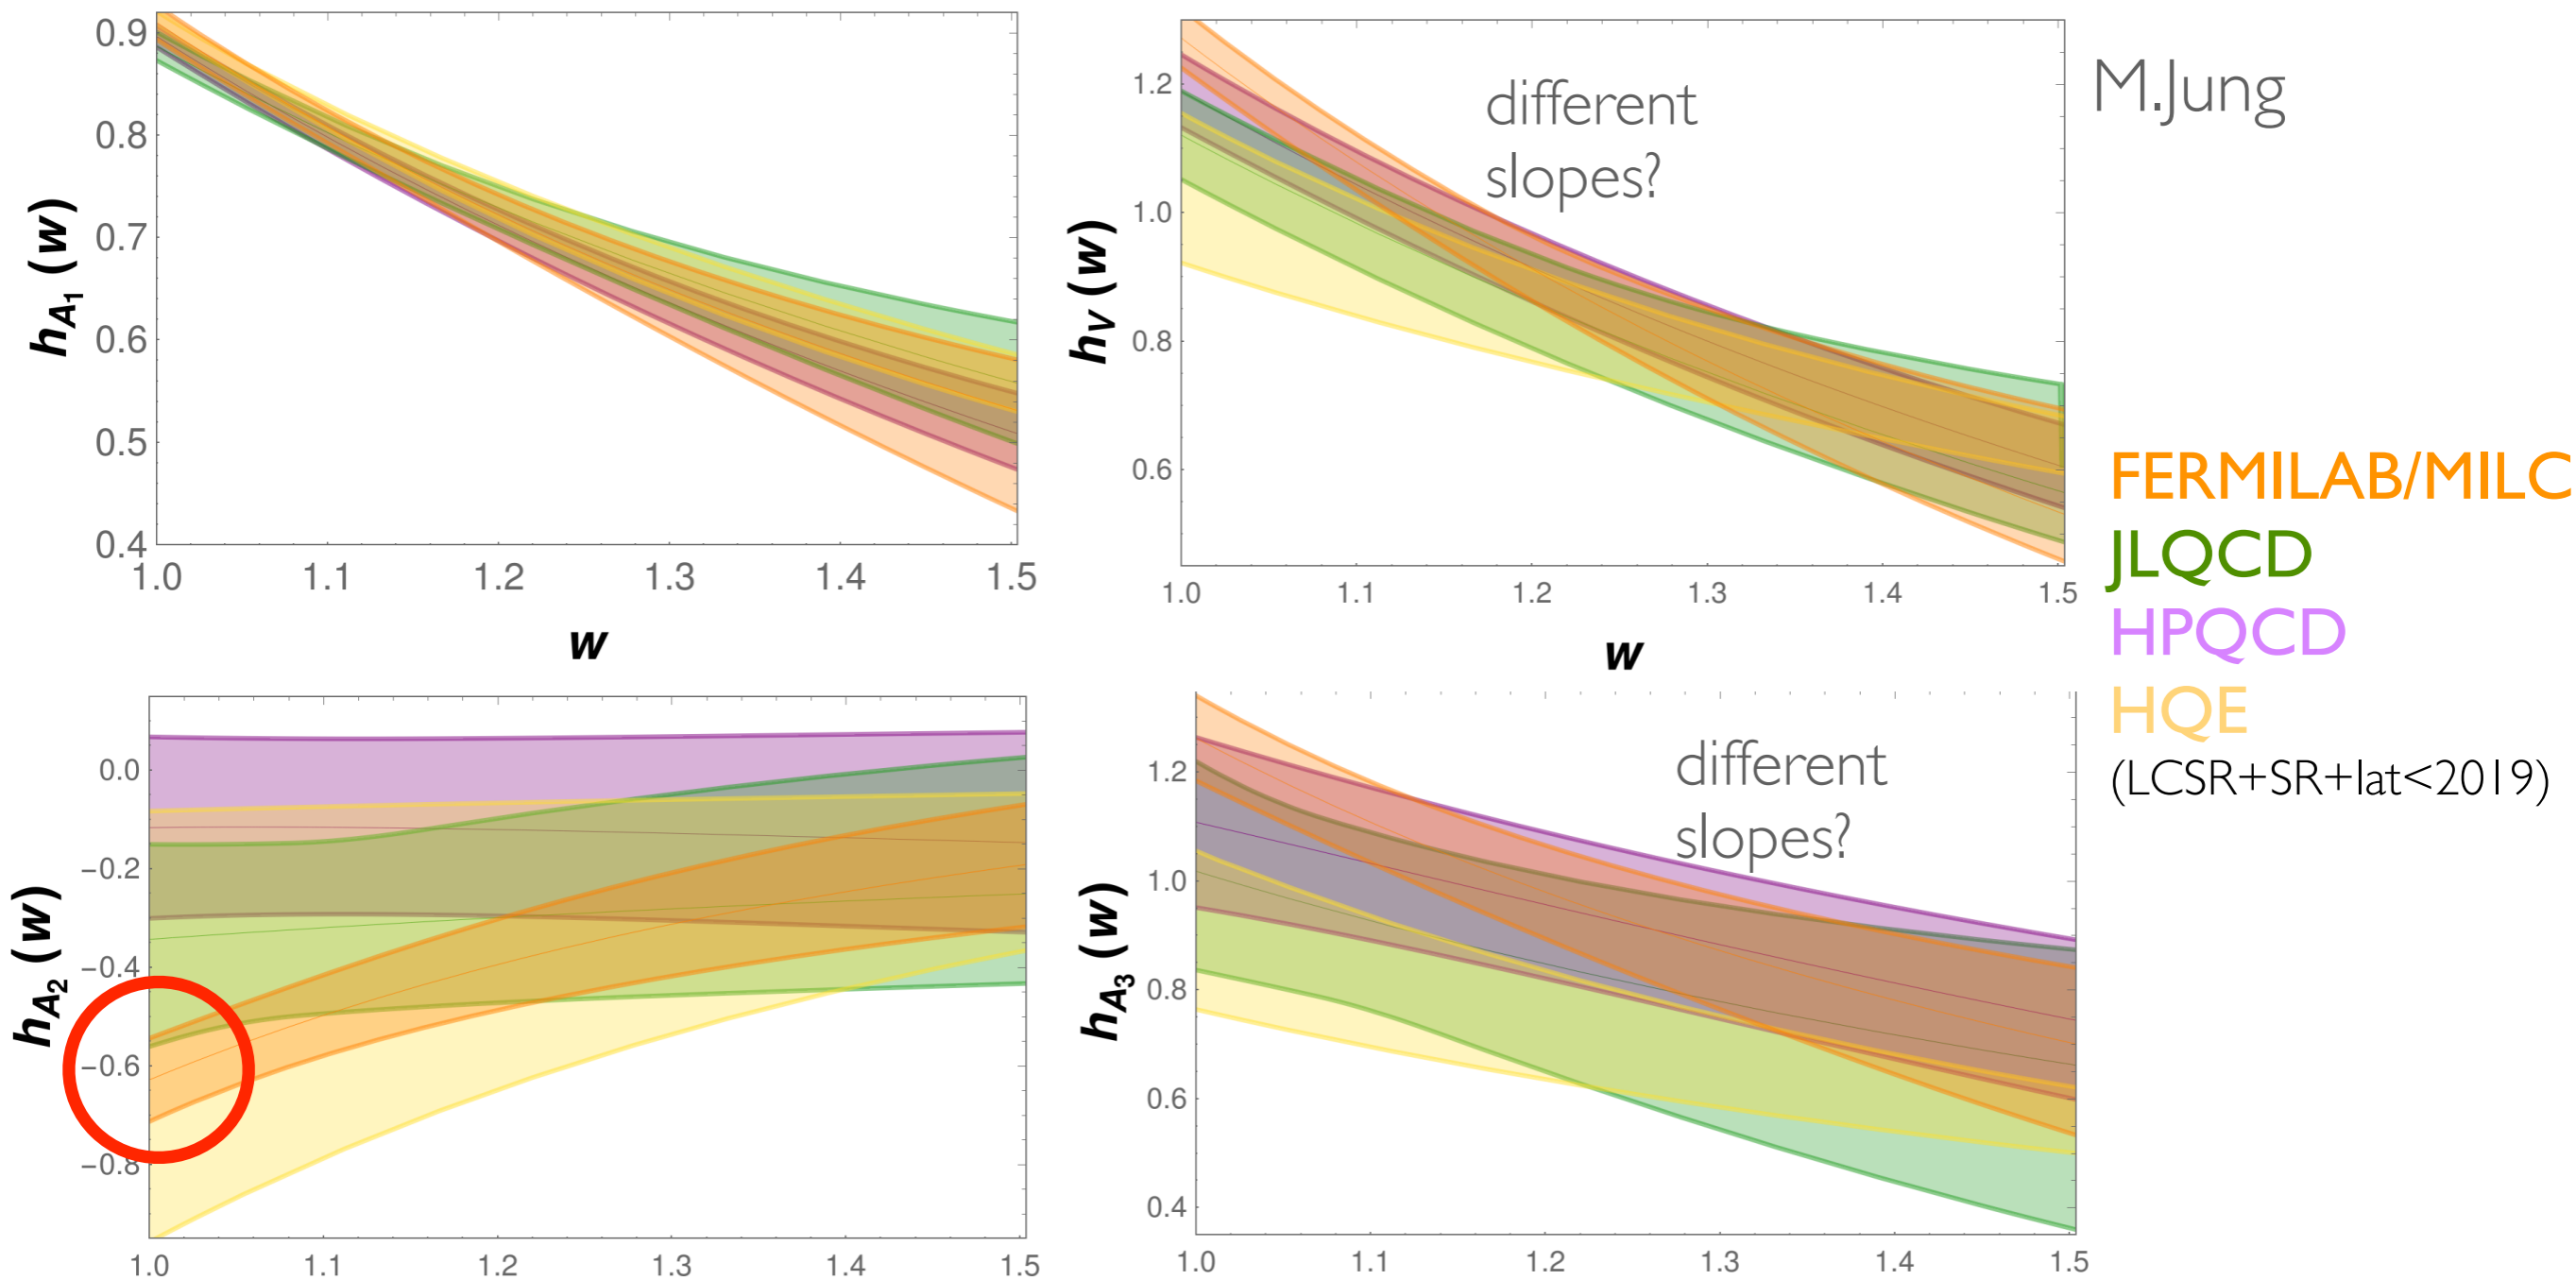 0.9
0.8
0.7
0.6
0.5
0.4
1.0 1.1 1.2 1.3 1.4 1.5
hA1 (w)
w
1.2
1.0
0.8
0.6
1.0 1.1 1.2 1.3 1.4 1.5
hV (w)
w
different
slopes?
M.Jung
0.0
−0.2
−0.4
−0.6
−0.8
1.0 1.1 1.2 1.3 1.4 1.5
hA2 (w)
1.2
1.0
0.8
0.6
0.4
1.0 1.1 1.2 1.3 1.4 1.5
hA3 (w)
different
slopes?
FERMILAB/MILC
JLQCD
HPQCD
HQE
(LCSR+SR+lat<2019)